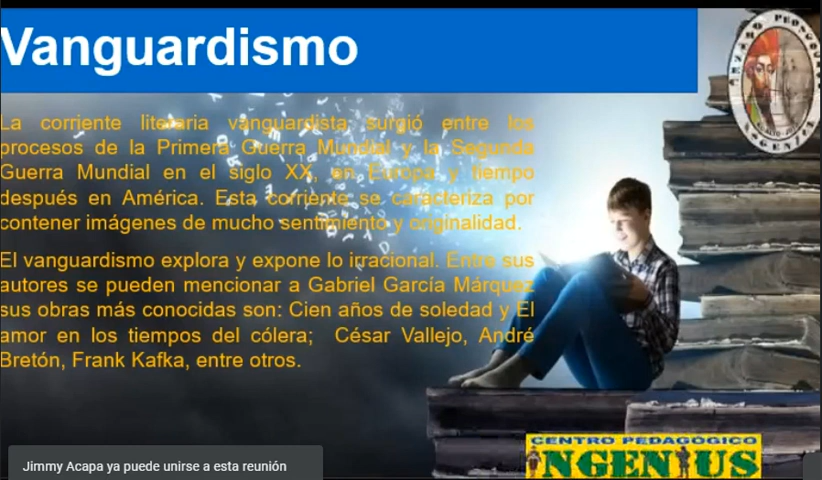 Vanguardismo
La corriente literaria vanguardista surgió entre los
procesos de la Primera Guerra Mundial y la Segunda
Guerra Mundial en el siglo XX, en Europa y tiempo
después en América. Esta corriente se caracteriza por
contener imágenes de mucho sentimiento y originalidad.
El vanguardismo explora y expone lo irracional. Entre sus
autores se pueden mencionar a Gabriel García Márquez
sus obras más conocidas son: Cien años de soledad y El
amor en los tiempos del cólera; César Vallejo, André
Bretón, Frank Kafka, entre otros.
CENTRO PEDAGÓGICO
INGENIUS
Jimmy Acapa ya puede unirse a esta reunión